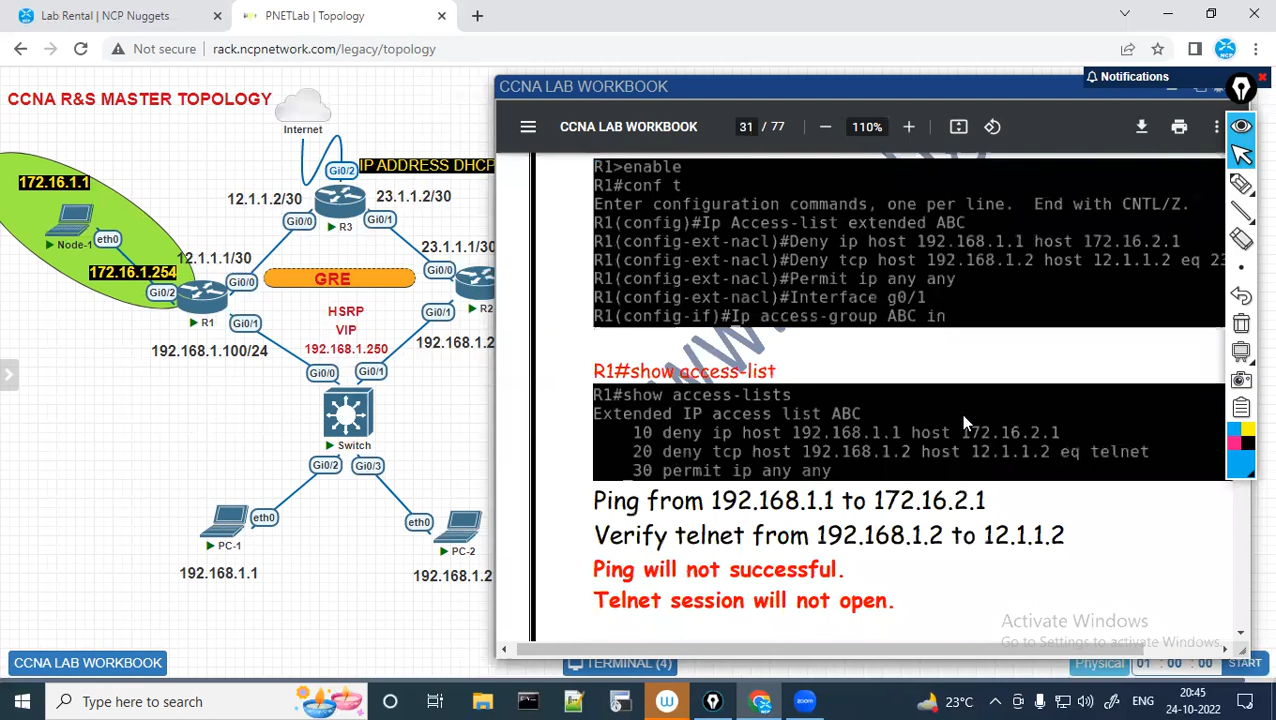 Lab Rental | NCP Nuggets
PNETLab | Topology
Not secure
rack.ncpnetwork.com/legacy/topology
Notifications
CCNA R&S MASTER TOPOLOGY
Internet
Gi0/2
IP ADDRESS DHCP
172.16.1.1
12.1.1.2/30
23.1.1.2/30
Gi0/0
Gi0/1
R3
eth0
Node-1
12.1.1.1/30
23.1.1.1/30
172.16.1.254
GRE
Gi0/0
Gi0/0
Gi0/2
R1
R2
HSRP
VIP
192.168.1.250
Gi0/1
Gi0/1
192.168.1.100/24
192.168.1.2
Gi0/0
Gi0/1
Switch
Gi0/2
Gi0/3
eth0
eth0
PC-1
PC-2
192.168.1.1
192.168.1.2
CCNA LAB WORKBOOK
CCNA LAB WORKBOOK
31 / 77
110%
R1>enable
R1#conf t
Enter configuration commands, one per line. End with CNTL/Z.
R1(config)#Ip Access-list extended ABC
R1(config-ext-nacl)#Deny ip host 192.168.1.1 host 172.16.2.1
R1(config-ext-nacl)#Deny tcp host 192.168.1.2 host 12.1.1.2 eq 23
R1(config-ext-nacl)#Permit ip any any
R1(config-ext-nacl)#Interface g0/1
R1(config-if)#Ip access-group ABC in
R1#show access-list
R1#show access-lists
Extended IP access list ABC
10 deny ip host 192.168.1.1 host 172.16.2.1
20 deny tcp host 192.168.1.2 host 12.1.1.2 eq telnet
30 permit ip any any
Ping from 192.168.1.1 to 172.16.2.1
Verify telnet from 192.168.1.2 to 12.1.1.2
Ping will not successful.
Telnet session will not open.
Activate Windows
Go to Settings to activate Windows.
CCNA LAB WORKBOOK
TERMINAL (4)
Physical
01 : 00 : 00
START
Type here to search
zoom
23°C
ENG
20:45
24-10-2022